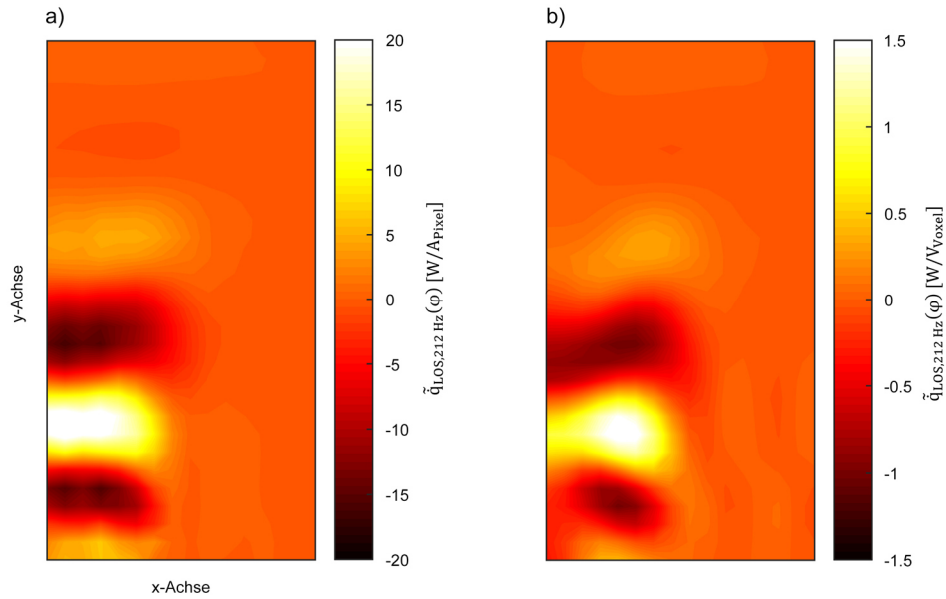 a)
20
15
10
5
0
-5
-10
-15
-20
q̃LOS,212 Hz(φ) [W/APixel]
y-Achse
x-Achse
b)
1.5
1
0.5
0
-0.5
-1
-1.5
q̃LOS,212 Hz(φ) [W/VVoxel]